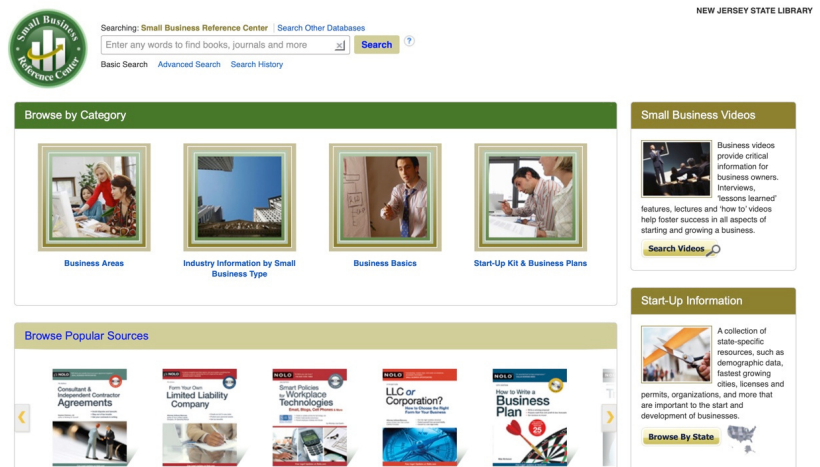 NEW JERSEY STATE LIBRARY
Small Business
Reference Center
Searching: Small Business Reference Center Search Other Databases
Enter any words to find books, journals and more
Search
?
Basic Search Advanced Search Search History
Browse by Category
Business Areas
Industry Information by Small
Business Type
Business Basics
Start-Up Kit & Business Plans
Browse Popular Sources
NOLO
Consultant &
Independent Contractor
Agreements
NOLO
Form Your Own
Limited Liability
Company
NOLO
Smart Policies
for Workplace
Technologies
Email, Blogs, Cell Phones & More
NOLO
LLC or
Corporation?
How to Choose the Right
Form for Your Business
NOLO
How to Write a
Business
Plan
25
Small Business Videos
Business videos
provide critical
information for
business owners.
Interviews,
'lessons learned'
features, lectures and 'how to' videos
help foster success in all aspects of
starting and growing a business.
Search Videos
Start-Up Information
A collection of
state-specific
resources, such as
demographic data,
fastest growing
cities, licenses and
permits, organizations, and more that
are important to the start and
development of businesses.
Browse By State